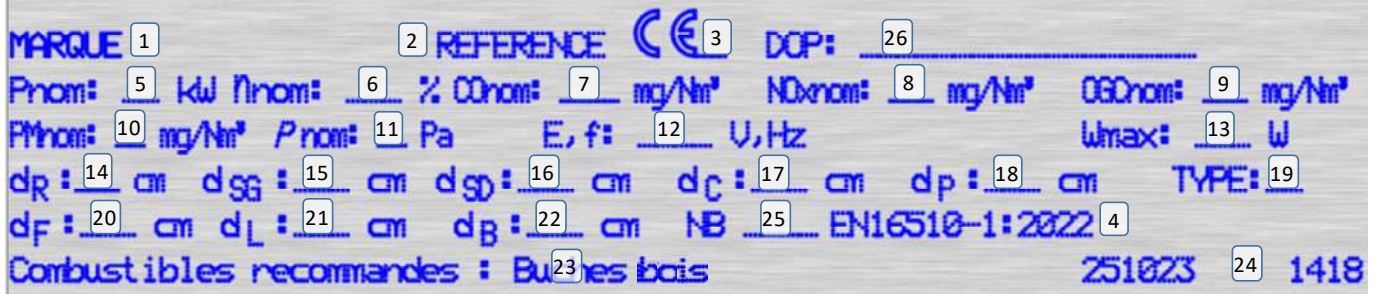 MARQUE 1 2 REFERENCE CE 3 DOP: 26
Pnom: 5 kW ηnom: 6 % COnom: 7 mg/Nm³ NOxnom: 8 mg/Nm³ OGCnom: 9 mg/Nm³
PMnom: 10 mg/Nm³ Pnom: 11 Pa E,f: 12 V,Hz Wmax: 13 W
dR: 14 cm dSG: 15 cm dSD: 16 cm dC: 17 cm dP: 18 cm TYPE: 19
dF: 20 cm dL: 21 cm dB: 22 cm NB 25 EN16510-1:2022 4
Combustibles recommandes : Bu 23 hes bois 251023 24 1418